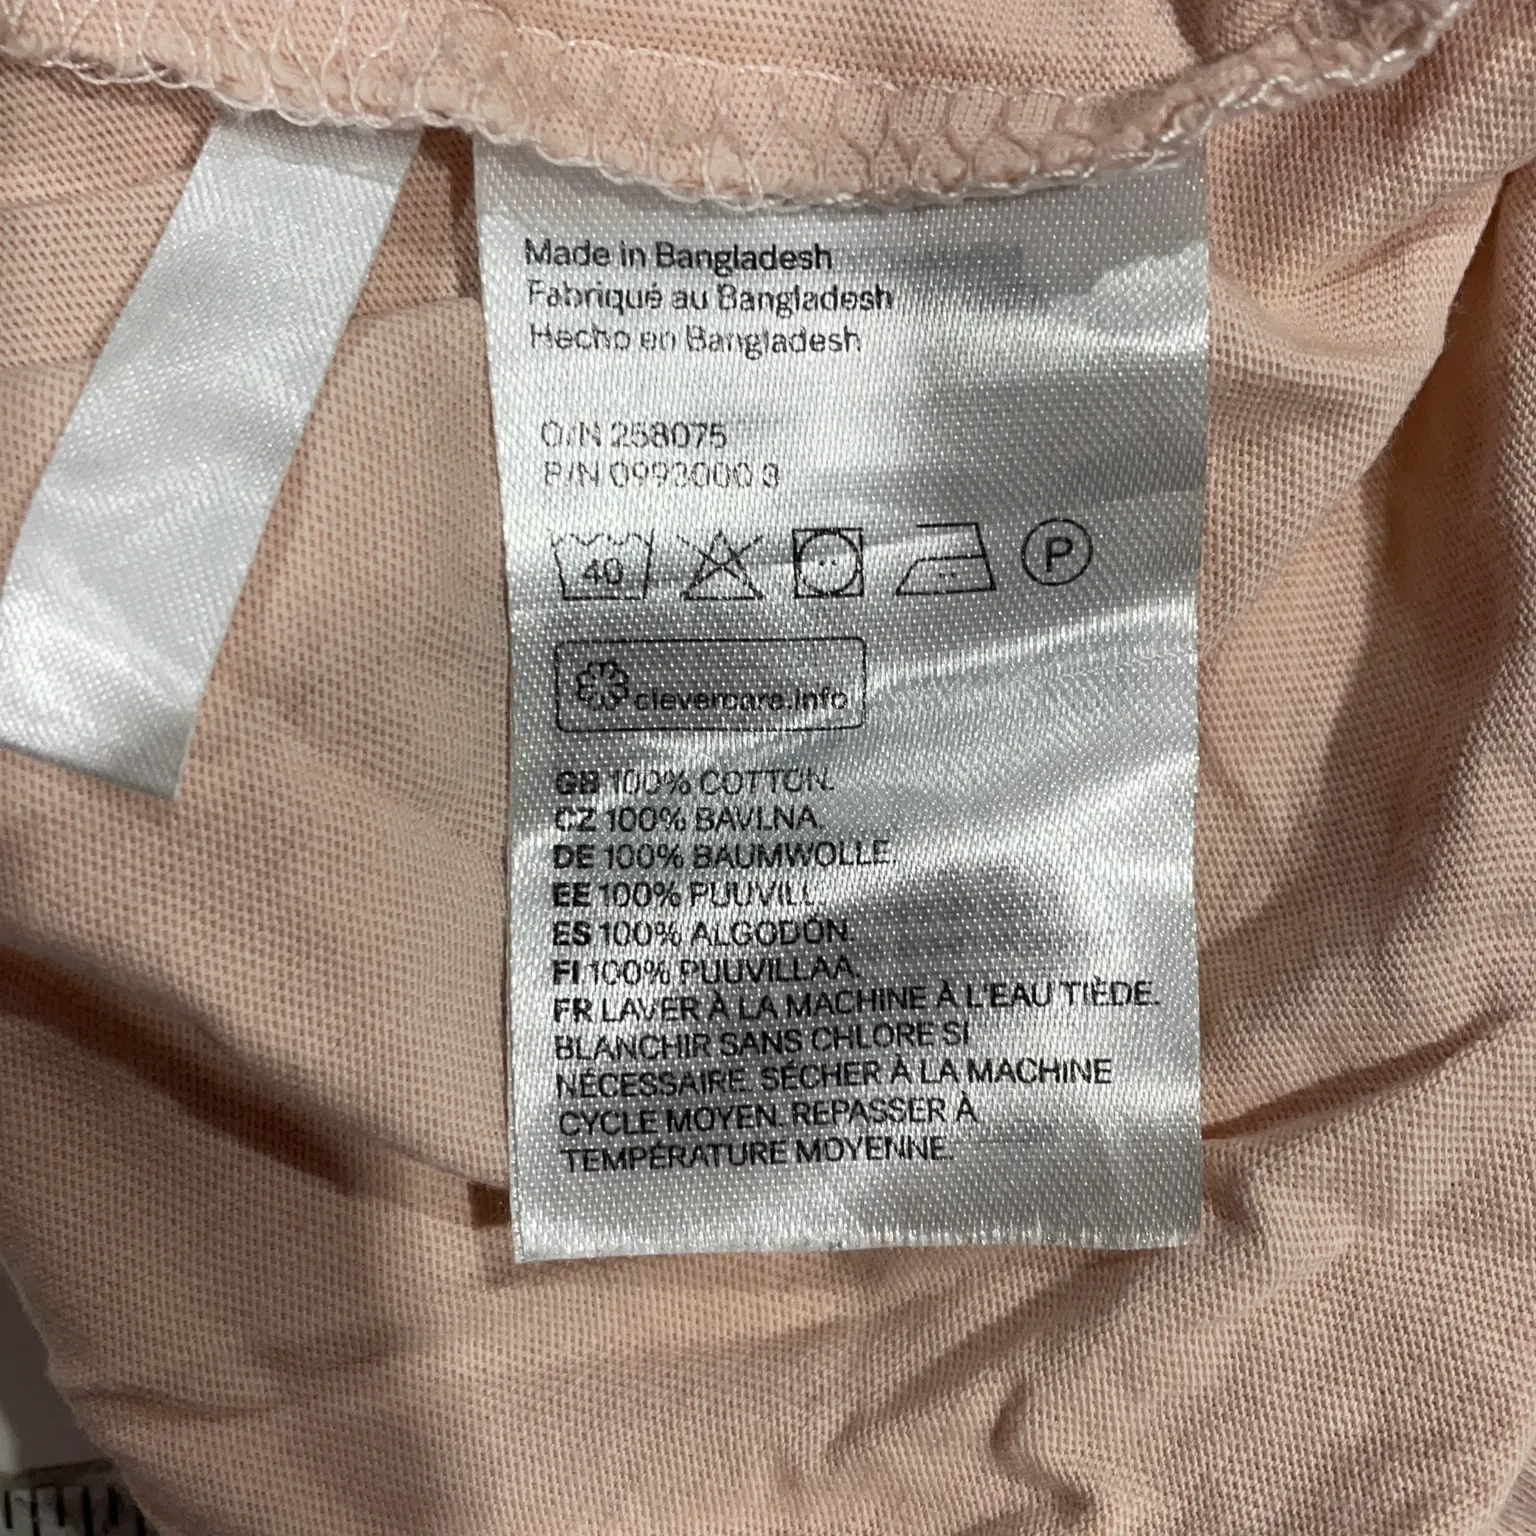 Made in Bangladesh
Fabriqué au Bangladesh
Hecho en Bangladesh
O/N 258075
P/N 0992000 3
40
P
clevercare.info
GB 100% COTTON.
CZ 100% BAVLNA.
DE 100% BAUMWOLLE.
EE 100% PUUVILL.
ES 100% ALGODÓN.
FI 100% PUUVILLAA.
FR LAVER À LA MACHINE À L'EAU TIÈDE.
BLANCHIR SANS CHLORE SI
NÉCESSAIRE. SÉCHER À LA MACHINE
CYCLE MOYEN. REPASSER À
TEMPÉRATURE MOYENNE.